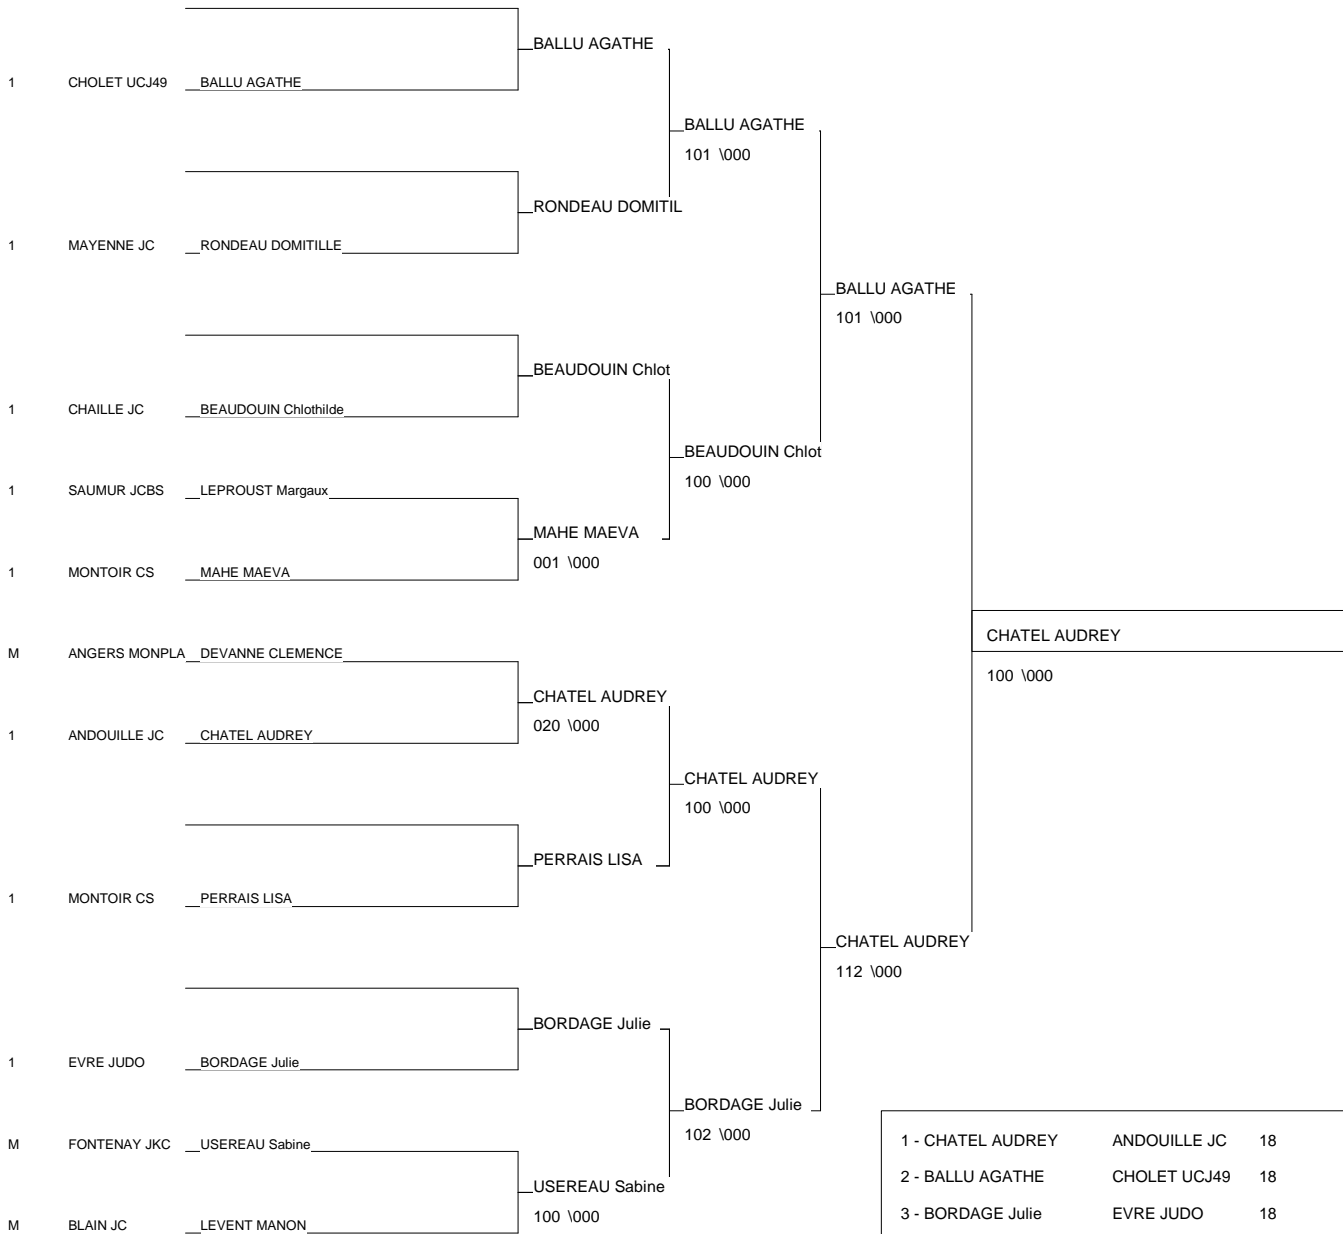 BALLU AGATHE
1 CHOLET UCJ49 BALLU AGATHE
BALLU AGATHE
101 \000
RONDEAU DOMITIL
1 MAYENNE JC RONDEAU DOMITILLE
BALLU AGATHE
101 \000
BEAUDOUIN Chlot
1 CHAILLE JC BEAUDOUIN Chlothilde
BEAUDOUIN Chlot
100 \000
1 SAUMUR JCBS LEPROUST Margaux
MAHE MAEVA
001 \000
1 MONTOIR CS MAHE MAEVA
CHATEL AUDREY
100 \000
M ANGERS MONPLA DEVANNE CLEMENCE
CHATEL AUDREY
020 \000
1 ANDOUILLE JC CHATEL AUDREY
CHATEL AUDREY
100 \000
PERRAIS LISA
1 MONTOIR CS PERRAIS LISA
CHATEL AUDREY
112 \000
BORDAGE Julie
1 EVRE JUDO BORDAGE Julie
BORDAGE Julie
102 \000
M FONTENAY JKC USEREAU Sabine
USEREAU Sabine
100 \000
M BLAIN JC LEVENT MANON
1 - CHATEL AUDREY ANDOUILLE JC 18
2 - BALLU AGATHE CHOLET UCJ49 18
3 - BORDAGE Julie EVRE JUDO 18